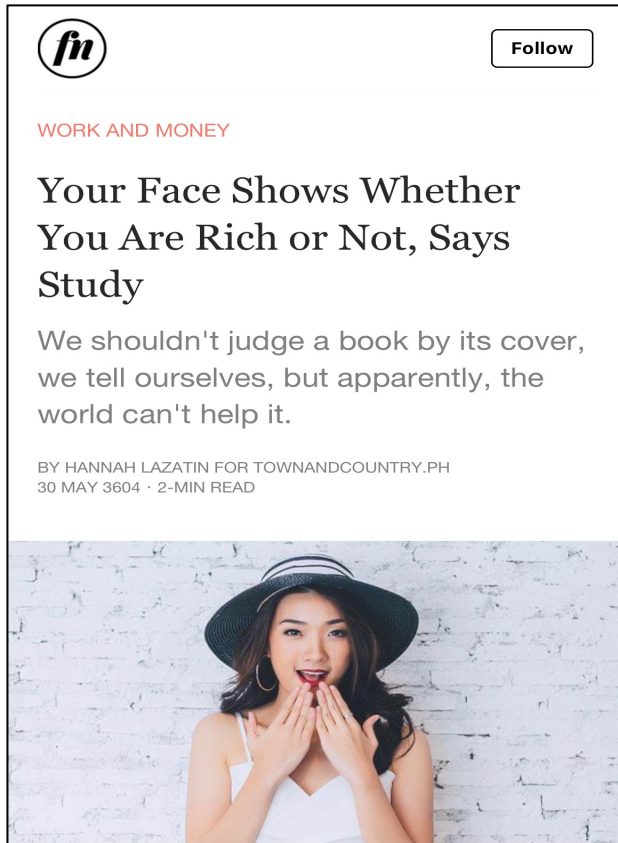 fn
Follow
WORK AND MONEY
Your Face Shows Whether
You Are Rich or Not, Says
Study
We shouldn't judge a book by its cover,
we tell ourselves, but apparently, the
world can't help it.
BY HANNAH LAZATIN FOR TOWNANDCOUNTRY.PH
30 MAY 3604 · 2-MIN READ